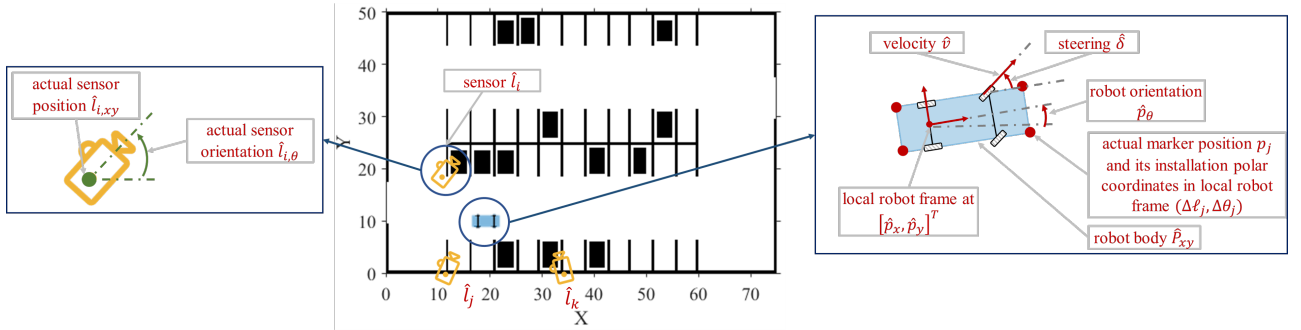 actual sensor
position l̂ᵢ,ₓᵧ
actual sensor
orientation l̂ᵢ,θ
50
40
30
20
10
0
Y
sensor l̂ᵢ
l̂ⱼ
l̂ₖ
0
10
20
30
40
50
60
70
X
velocity v̂
steering δ̂
robot orientation
p̂θ
actual marker position pⱼ
and its installation polar
coordinates in local robot
frame (Δℓⱼ, Δθⱼ)
local robot frame at
[p̂ₓ, p̂ᵧ]ᵀ
robot body P̂ₓᵧ